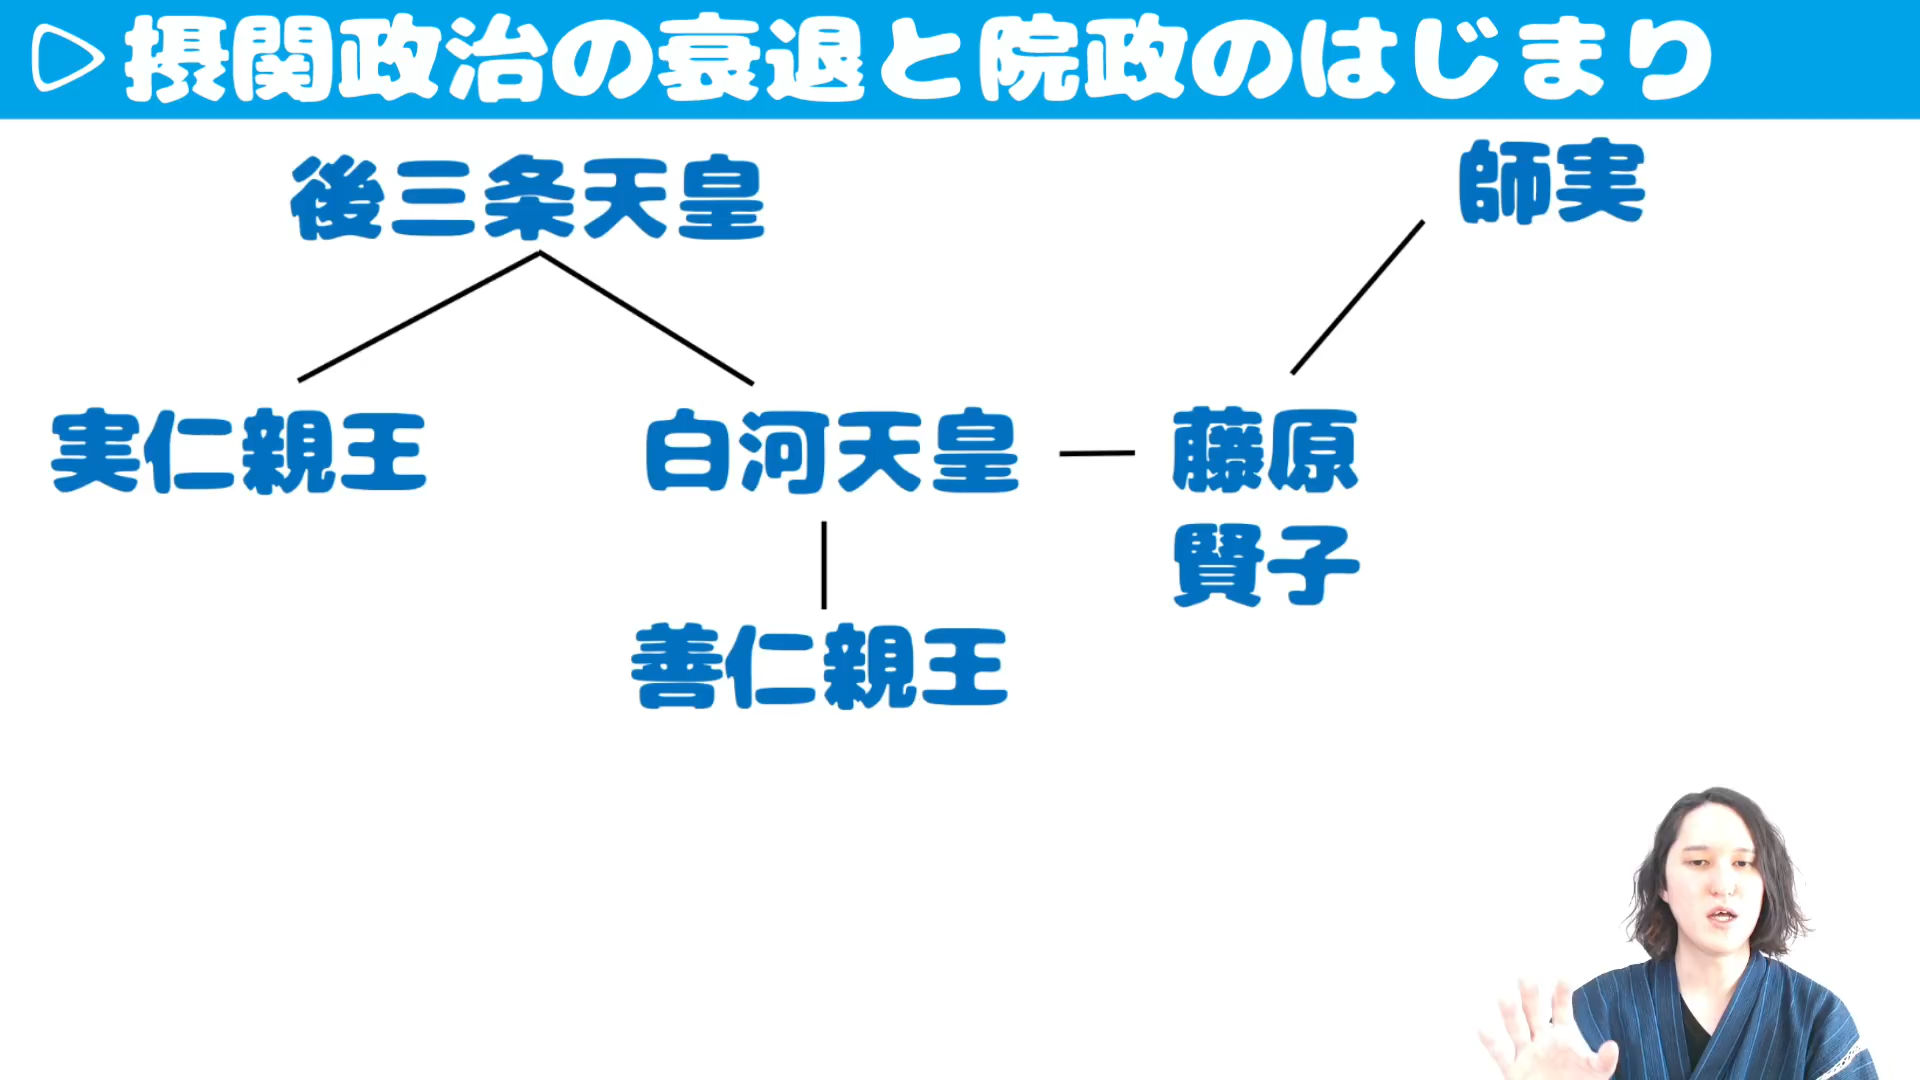 摂関政治の衰退と院政のはじまり
後三条天皇
師実
実仁親王
白河天皇
藤原
賢子
善仁親王